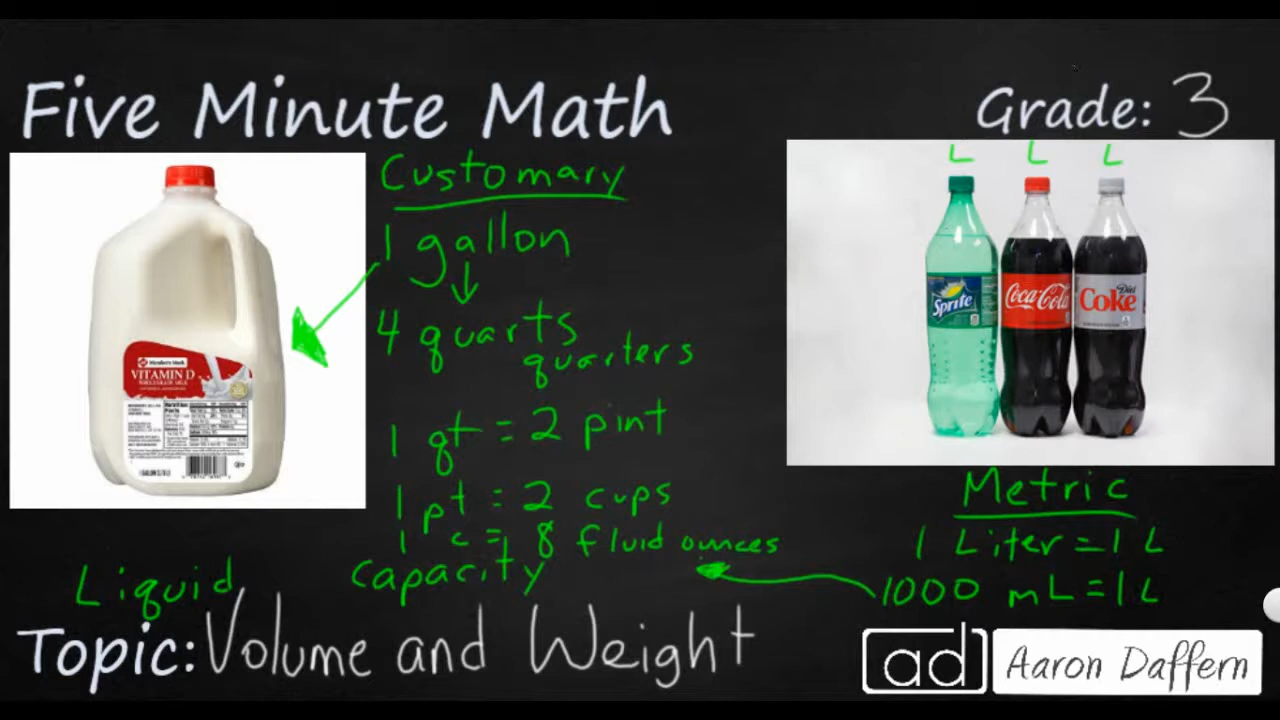 Five Minute Math
Grade: 3
Customary
1 gallon
4 quarts
quarters
1 qt = 2 pint
1 pt = 2 cups
1 c = 8 fluid ounces
Liquid
capacity
VITAMIN D
L L L
Sprite
Coca-Cola
Diet
Coke
Metric
1 Liter = 1 L
1000 mL = 1 L
Topic: Volume and Weight
ad Aaron Daffern